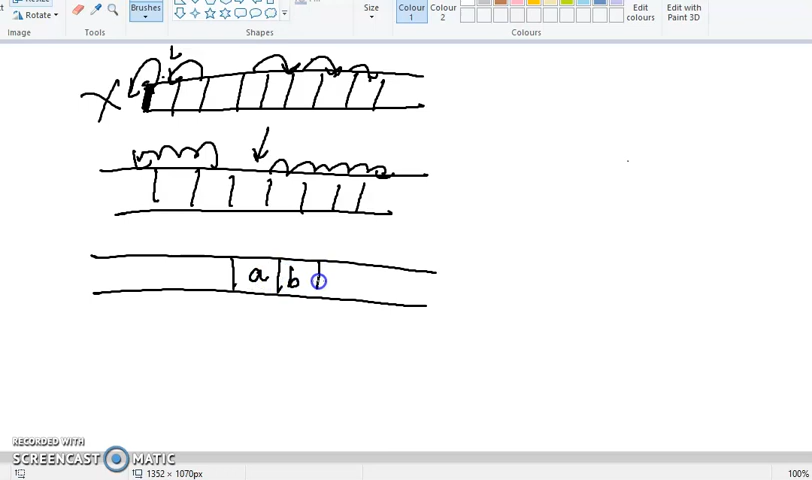 Resize
Rotate
Brushes
Size
Colour
1
Colour
2
Edit
colours
Edit with
Paint 3D
Image
Tools
Shapes
Colours
X
a b
RECORDED WITH
SCREENCAST MATIC
1352 × 1070px
100%